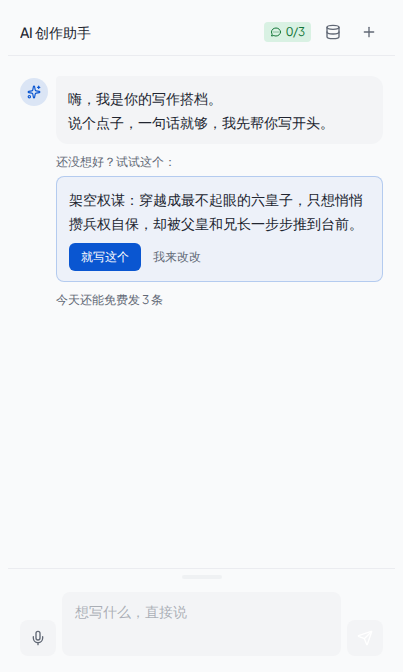 AI 创作助手
0/3
嗨，我是你的写作搭档。
说个点子，一句话就够，我先帮你写开头。
还没想好？试试这个：
架空权谋：穿越成最不起眼的六皇子，只想悄悄
攒兵权自保，却被父皇和兄长一步步推到台前。
就写这个 我来改改
今天还能免费发 3 条
想写什么，直接说